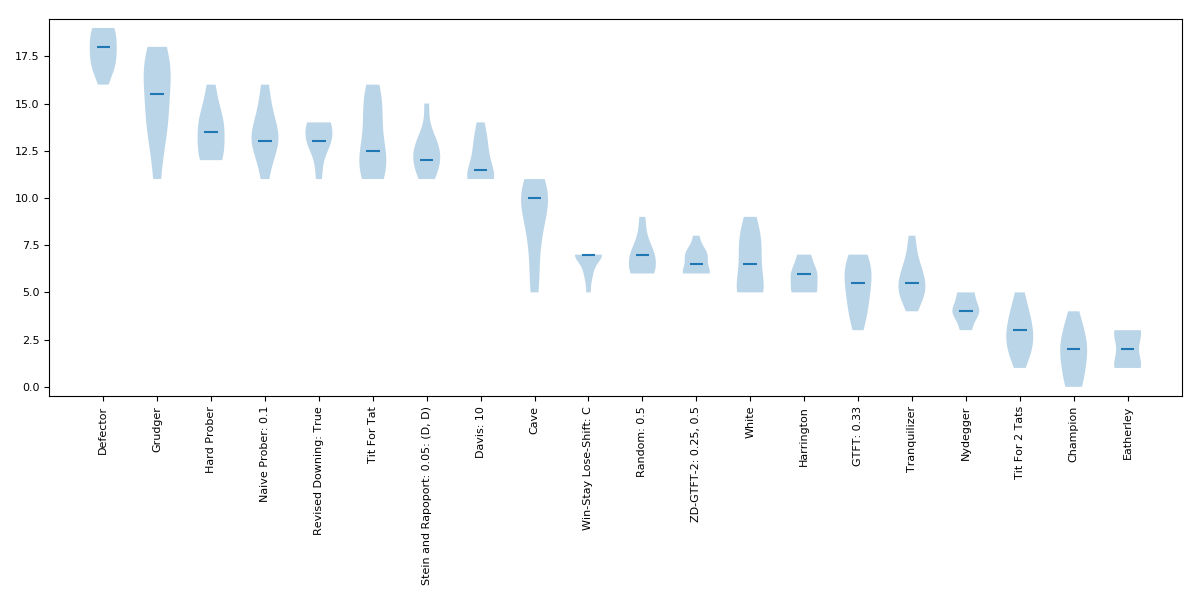 17.5
15.0
12.5
10.0
7.5
5.0
2.5
0.0
Defector
Grudger
Hard Prober
Naive Prober: 0.1
Revised Downing: True
Tit For Tat
Stein and Rapoport: 0.05: (D, D)
Davis: 10
Cave
Win-Stay Lose-Shift: C
Random: 0.5
ZD-GTFT-2: 0.25, 0.5
White
Harrington
GTFT: 0.33
Tranquilizer
Nydegger
Tit For 2 Tats
Champion
Eatherley